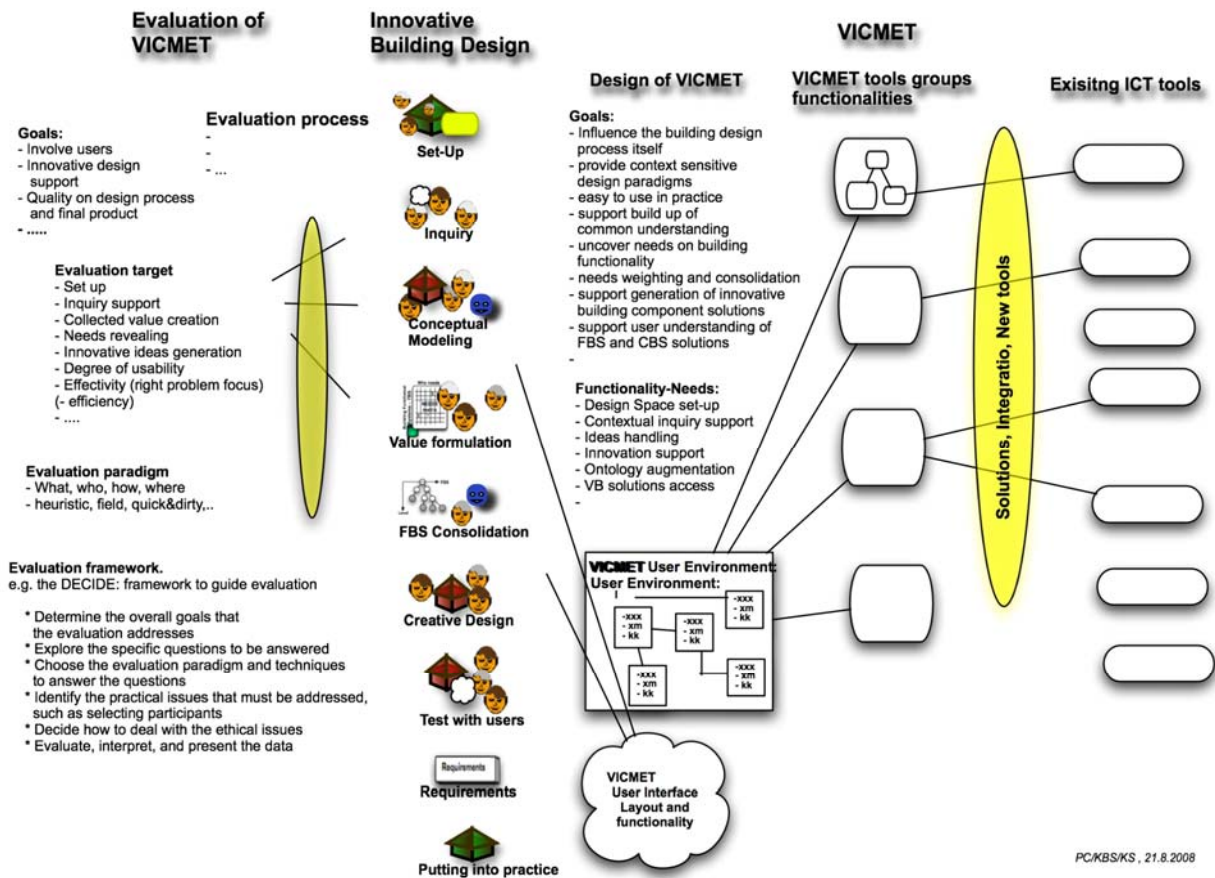 Evaluation of
VICMET
Goals:
- Involve users
- Innovative design
support
- Quality on design process
and final product
- .....
Evaluation process
-
-
- ...
Evaluation target
- Set up
- Inquiry support
- Collected value creation
- Needs revealing
- Innovative ideas generation
- Degree of usability
- Effectivity (right problem focus)
(- efficiency)
- ....
Evaluation paradigm
- What, who, how, where
- heuristic, field, quick&dirty,..
Evaluation framework.
e.g. the DECIDE: framework to guide evaluation
* Determine the overall goals that
the evaluation addresses
* Explore the specific questions to be answered
* Choose the evaluation paradigm and techniques
to answer the questions
* Identify the practical issues that must be addressed,
such as selecting participants
* Decide how to deal with the ethical issues
* Evaluate, interpret, and present the data
Innovative
Building Design
Set-Up
Inquiry
Conceptual
Modeling
Value formulation
FBS Consolidation
Creative Design
Test with users
Requirements
Requirements
Putting into practice
VICMET
Design of VICMET
Goals:
- Influence the building design
process itself
- provide context sensitive
design paradigms
- easy to use in practice
- support build up of
common understanding
- uncover needs on building
functionality
- needs weighting and consolidation
- support generation of innovative
building component solutions
- support user understanding of
FBS and CBS solutions
-
Functionality-Needs:
- Design Space set-up
- Contextual inquiry support
- Ideas handling
- Innovation support
- Ontology augmentation
- VB solutions access
-
VICMET User Environment:
User Environment:
-xxx
- xm
- kk
-xxx
- xm
- kk
-xxx
- xm
- kk
-xxx
- xm
- kk
-xxx
- xm
- kk
VICMET
User Interface
Layout and
functionality
VICMET tools groups
functionalities
Solutions, Integratio, New tools
Exisitng ICT tools
PC/KBS/KS , 21.8.2008